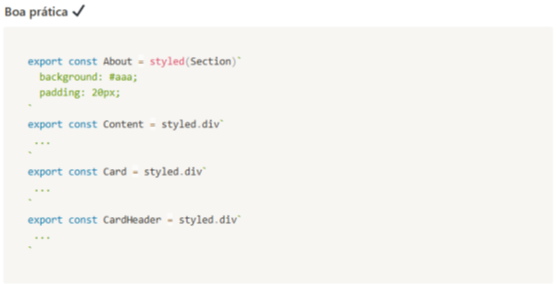 Boa prática ✓
export const About = styled(Section)`
background: #aaa;
padding: 20px;
`
export const Content = styled.div`
...
`
export const Card = styled.div`
...
`
export const CardHeader = styled.div`
...
`